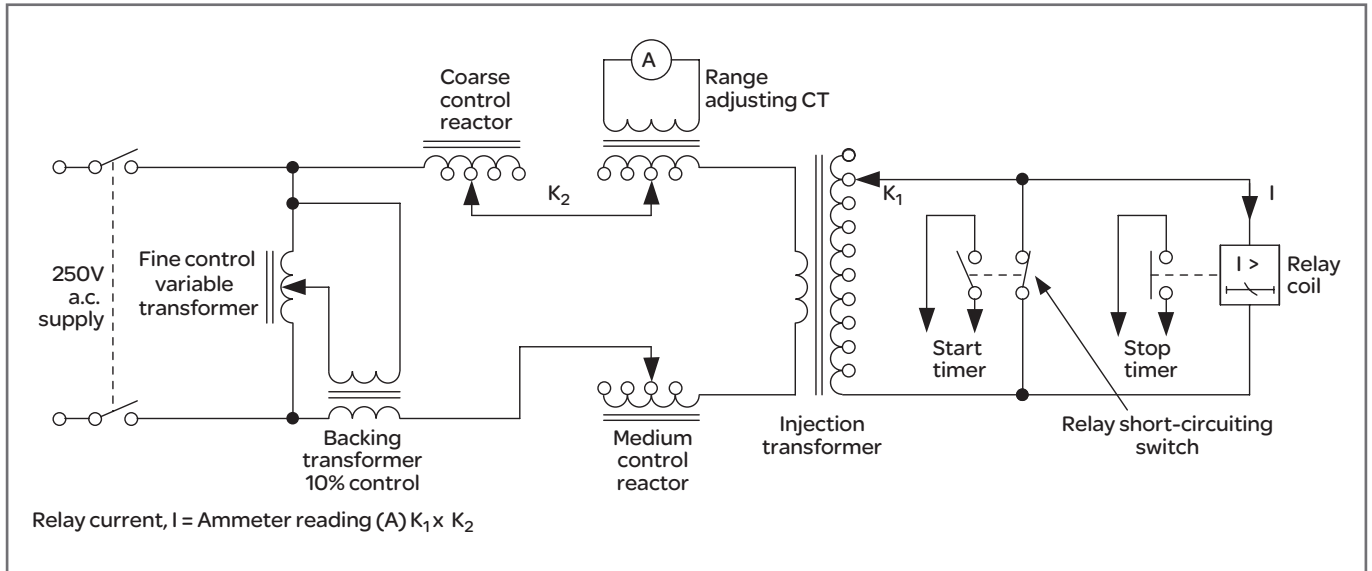 A
Coarse
control
reactor
Range
adjusting CT
K2
K1
I
250V
a.c.
supply
Fine control
variable
transformer
I >
Relay
coil
Start
timer
Stop
timer
Backing
transformer
10% control
Medium
control
reactor
Injection
transformer
Relay short-circuiting
switch
Relay current, I = Ammeter reading (A) K1 x K2